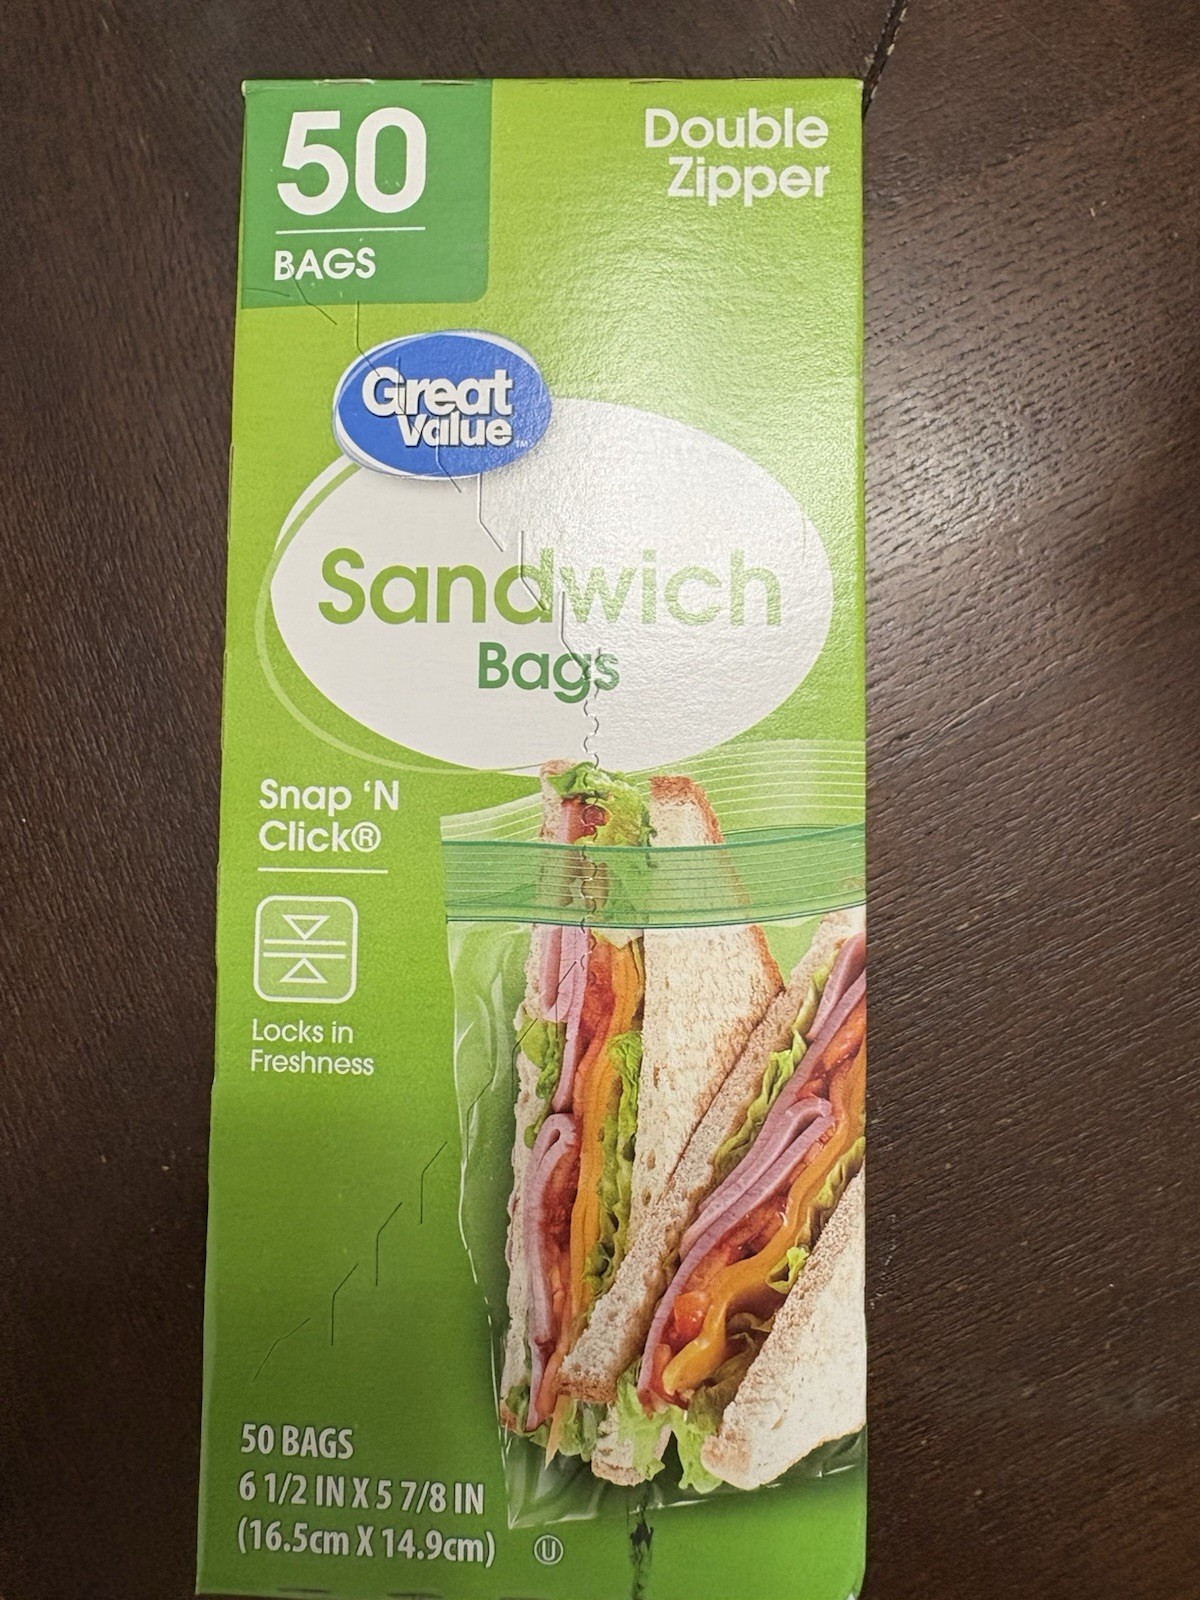 50
BAGS
Double
Zipper
Great
Value™
Sandwich
Bags
Snap ‘N
Click®
Locks in
Freshness
50 BAGS
6 1/2 IN X 5 7/8 IN
(16.5cm X 14.9cm)
U